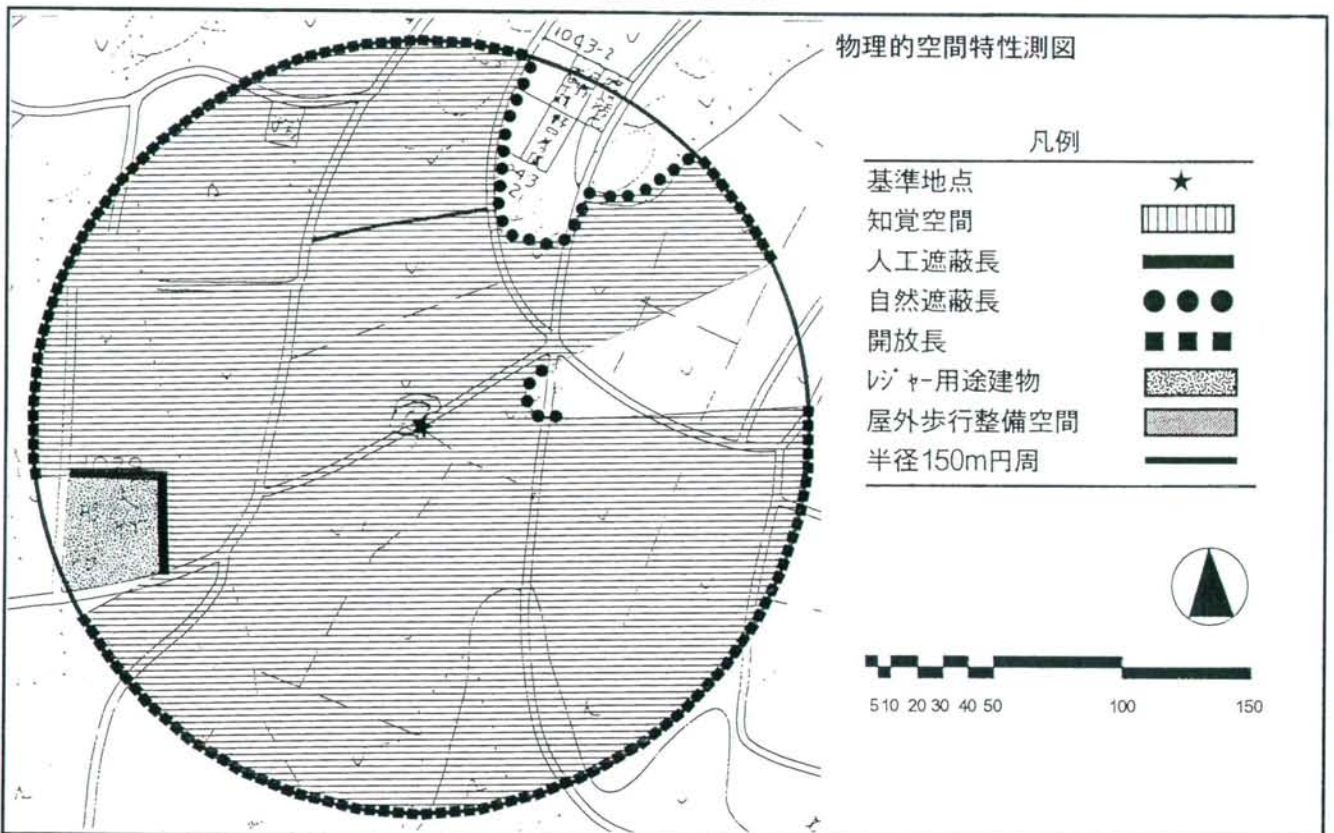 物理的空間特性測図
凡例
基準地点
知覚空間
人工遮蔽長
自然遮蔽長
開放長
レジャー用途建物
屋外歩行整備空間
半径150m円周
5 10 20 30 40 50 100 150
1043-2